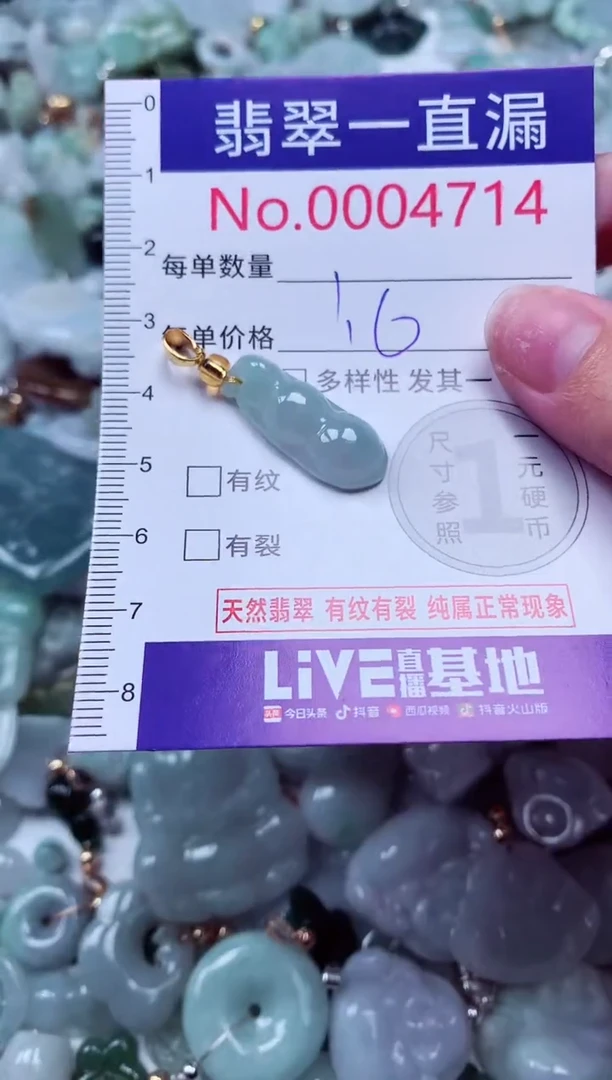 翡翠一直漏
No.0004714
每单数量
每单价格 16
多样性 发其一
有纹
有裂
尺寸参照
1
一元硬币
天然翡翠 有纹有裂 纯属正常现象
LiVE直播基地
头条 今日头条 抖音 西瓜视频 抖音火山版
0
1
2
3
4
5
6
7
8